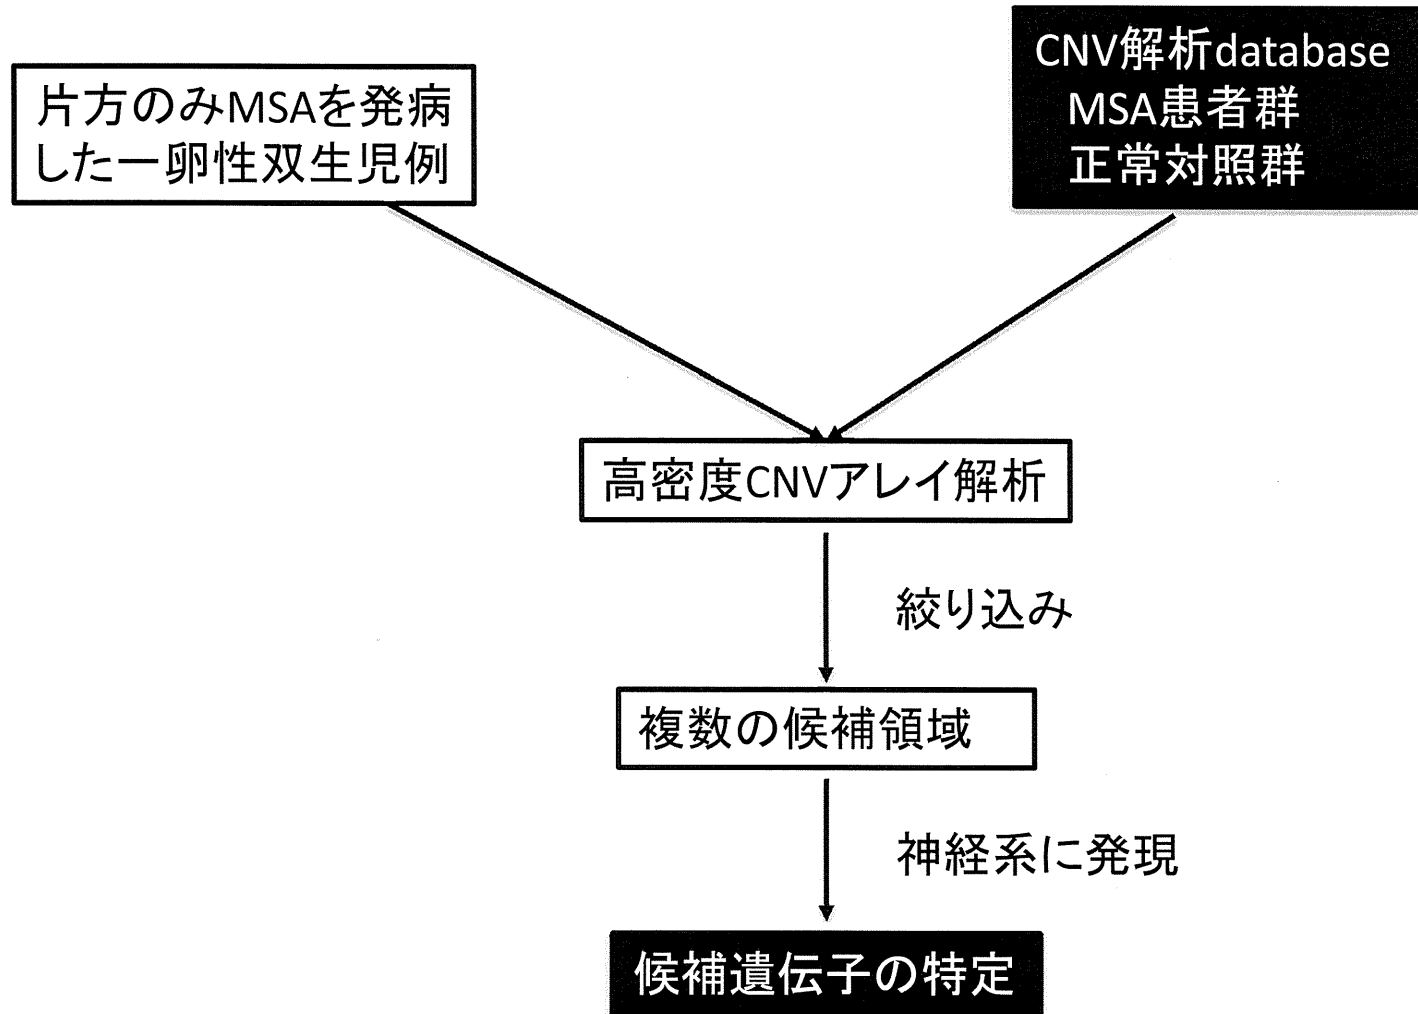 片方のみMSAを発病
した一卵性双生児例
CNV解析database
MSA患者群
正常対照群
高密度CNVアレイ解析
絞り込み
複数の候補領域
神経系に発現
候補遺伝子の特定